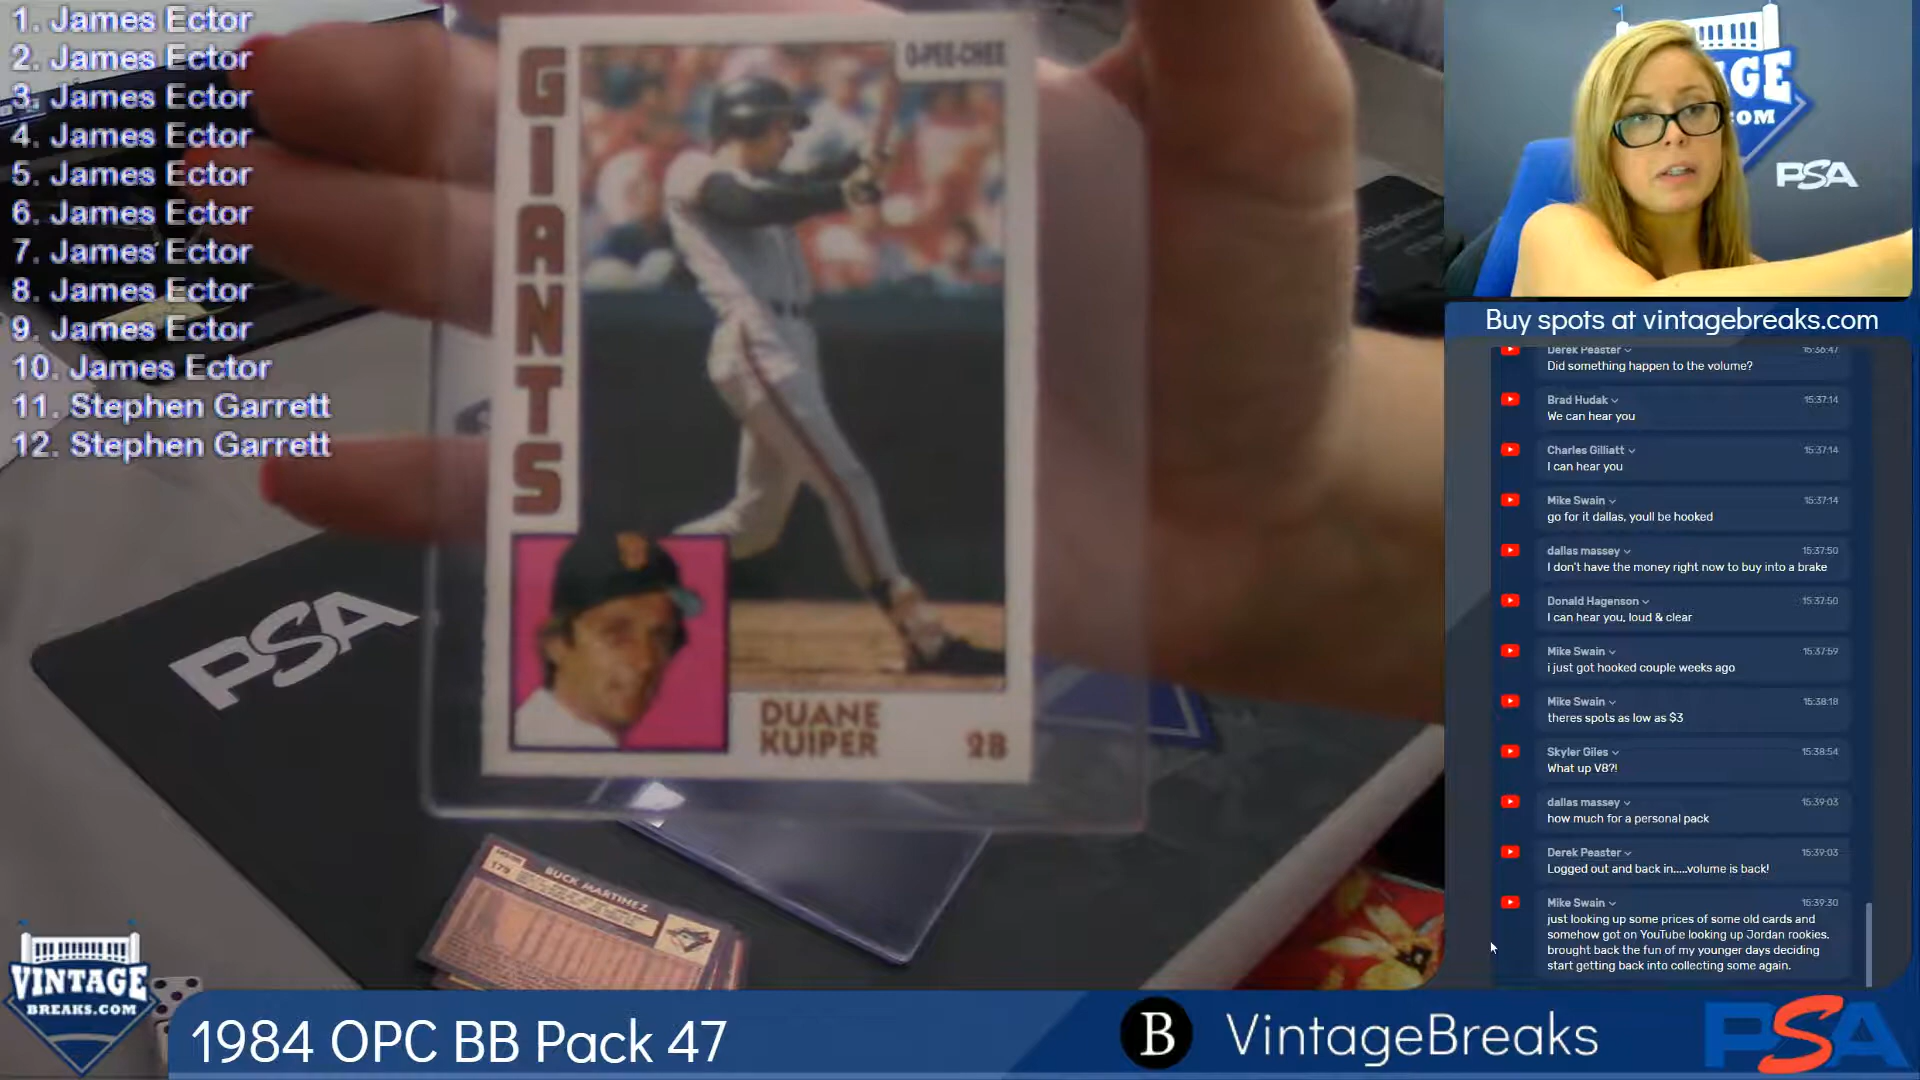 1. James Ector
2. James Ector
3. James Ector
4. James Ector
5. James Ector
6. James Ector
7. James Ector
8. James Ector
9. James Ector
10. James Ector
11. Stephen Garrett
12. Stephen Garrett
GIANTS
O-PEE-CHEE
DUANE
KUIPER
2B
PSA
179
BUCK MARTINEZ
GE
.COM
PSA
Buy spots at vintagebreaks.com
Derek Peaster 15:36:47
Did something happen to the volume?
Brad Hudak 15:37:14
We can hear you
Charles Gilliatt 15:37:14
I can hear you
Mike Swain 15:37:14
go for it dallas, youll be hooked
dallas massey 15:37:50
I don't have the money right now to buy into a brake
Donald Hagenson 15:37:50
I can hear you, loud & clear
Mike Swain 15:37:59
i just got hooked couple weeks ago
Mike Swain 15:38:18
theres spots as low as $3
Skyler Giles 15:38:54
What up VB?!
dallas massey 15:39:03
how much for a personal pack
Derek Peaster 15:39:03
Logged out and back in.....volume is back!
Mike Swain 15:39:30
just looking up some prices of some old cards and
somehow got on YouTube looking up Jordan rookies.
brought back the fun of my younger days deciding
start getting back into collecting some again.
VINTAGE
BREAKS.COM
1984 OPC BB Pack 47
B VintageBreaks
PSA